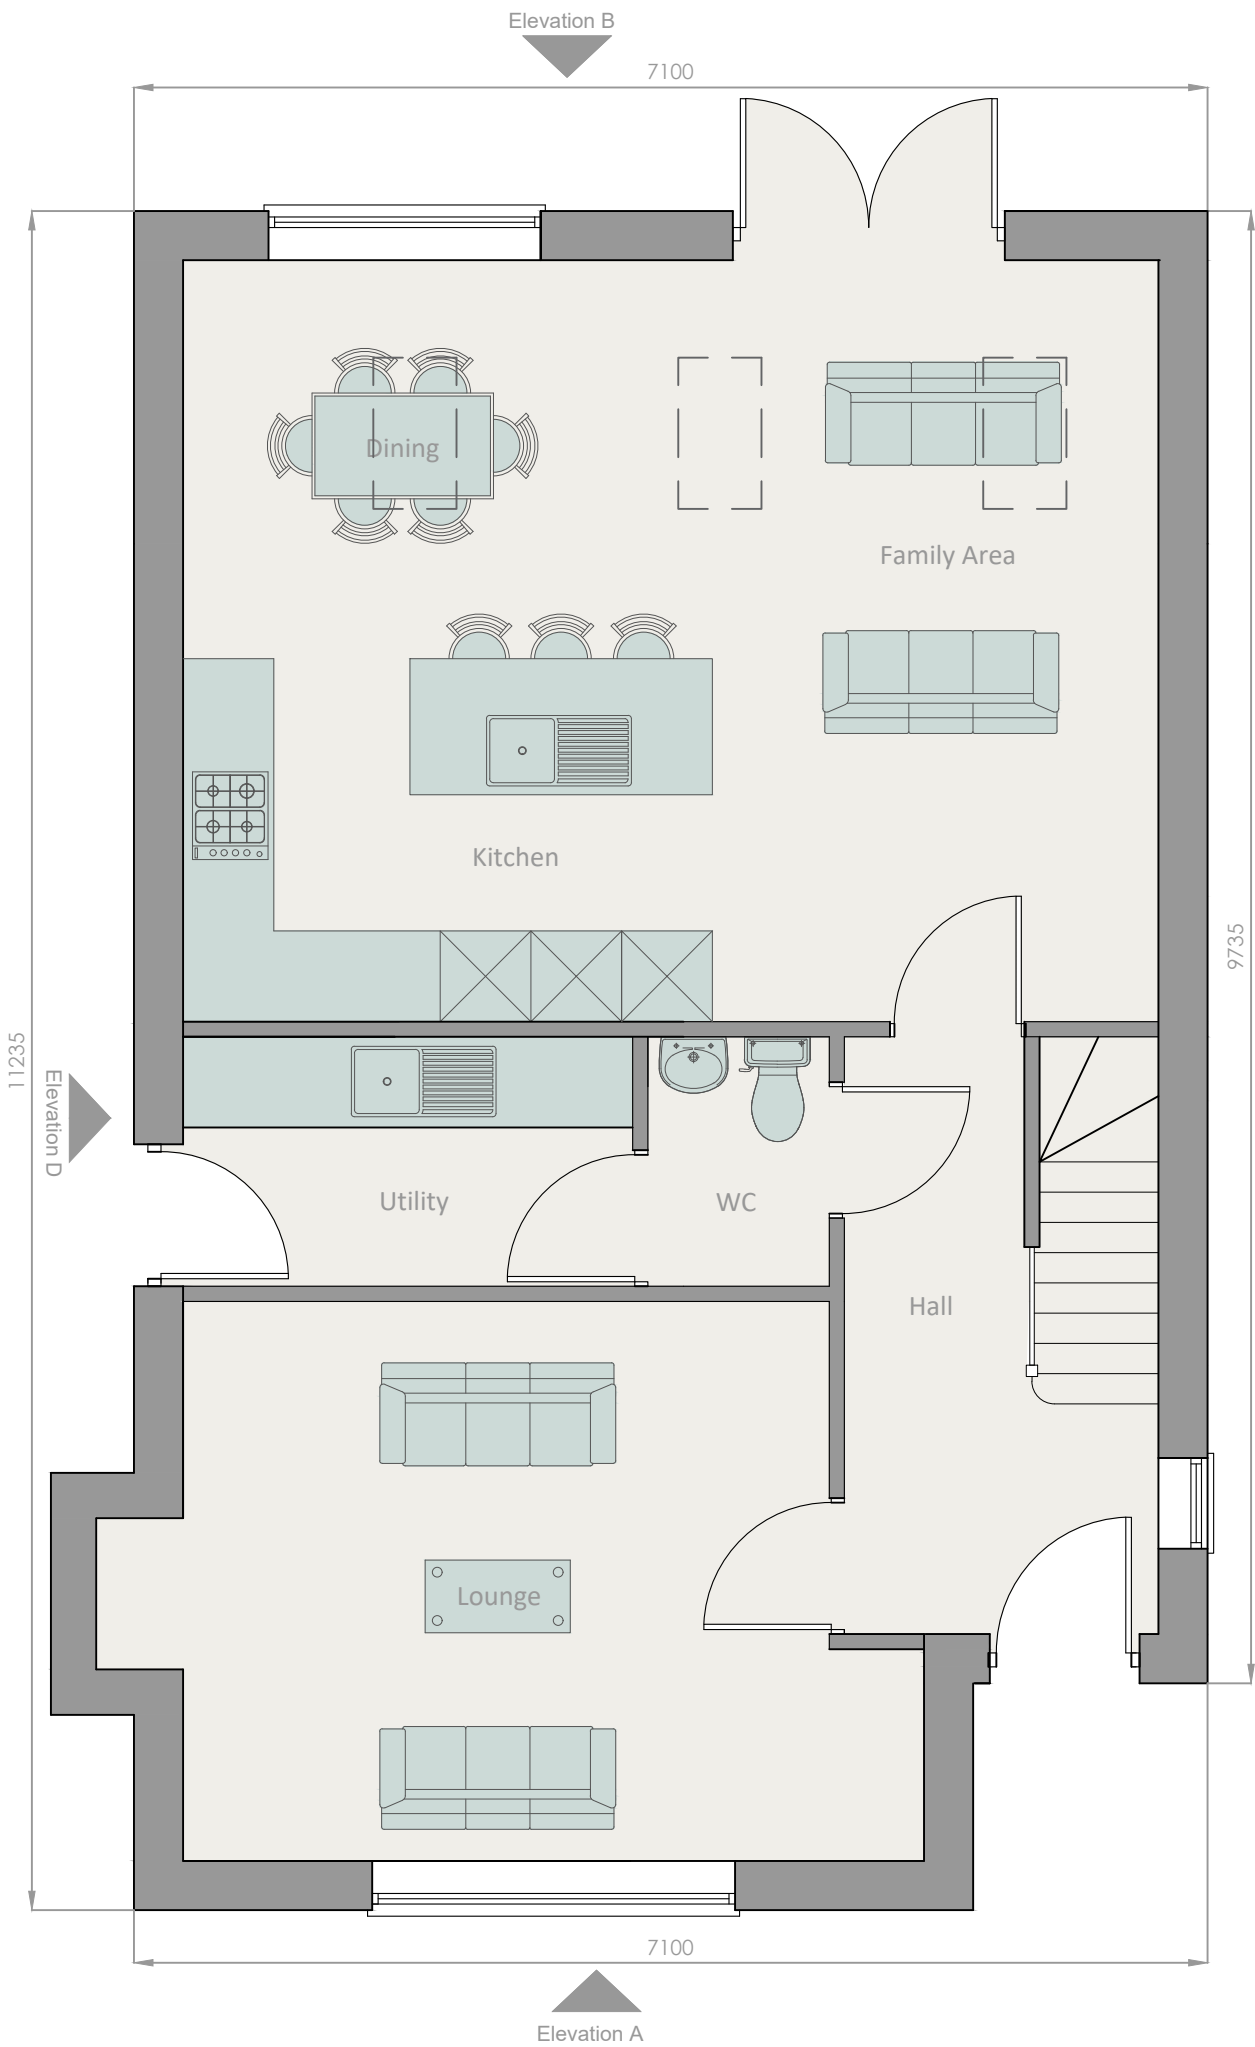 Elevation B
7100
Dining
Family Area
Kitchen
9735
11235
Elevation D
Utility
WC
Hall
Lounge
7100
Elevation A